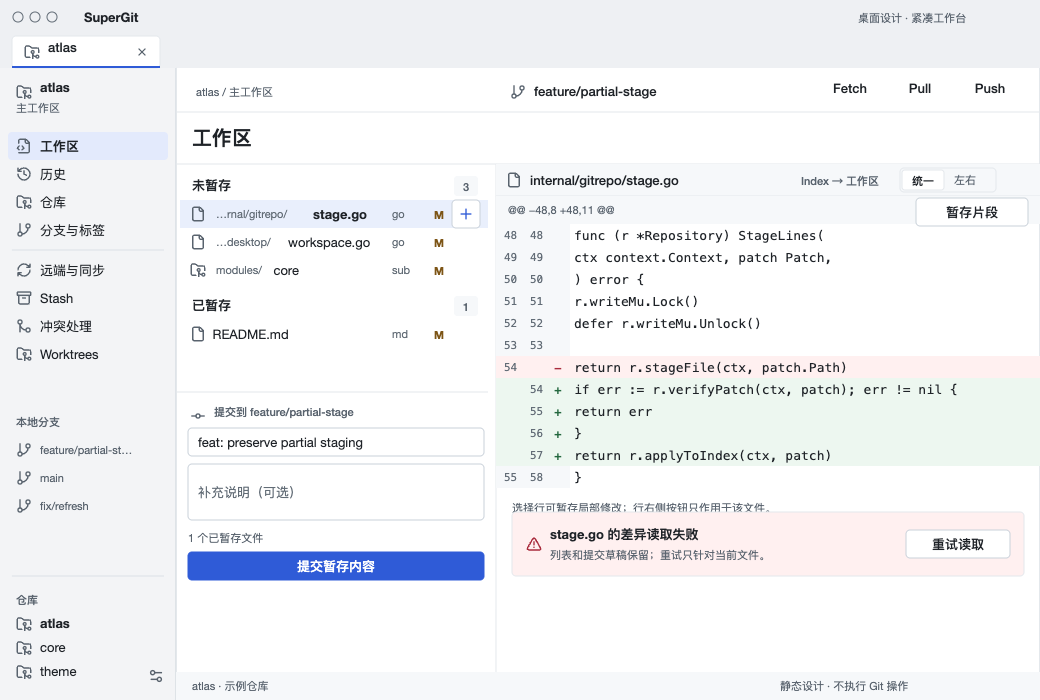 SuperGit
桌面设计 · 紧凑工作台
atlas
atlas
主工作区
工作区
历史
仓库
分支与标签
远端与同步
Stash
冲突处理
Worktrees
本地分支
feature/partial-st…
main
fix/refresh
仓库
atlas
core
theme
atlas / 主工作区
feature/partial-stage
Fetch
Pull
Push
工作区
未暂存
3
…rnal/gitrepo/ stage.go go M
…desktop/ workspace.go go M
modules/ core sub M
已暂存
1
README.md md M
提交到 feature/partial-stage
feat: preserve partial staging
补充说明（可选）
1 个已暂存文件
提交暂存内容
internal/gitrepo/stage.go
Index → 工作区
统一
左右
@@ −48,8 +48,11 @@
暂存片段
48 48 func (r *Repository) StageLines(
49 49 ctx context.Context, patch Patch,
50 50 ) error {
51 51 r.writeMu.Lock()
52 52 defer r.writeMu.Unlock()
53 53
54 − return r.stageFile(ctx, patch.Path)
54 + if err := r.verifyPatch(ctx, patch); err != nil {
55 + return err
56 + }
57 + return r.applyToIndex(ctx, patch)
55 58 }
选择行可暂存局部修改；行右侧按钮只作用于该文件。
stage.go 的差异读取失败
列表和提交草稿保留；重试只针对当前文件。
重试读取
atlas · 示例仓库
静态设计 · 不执行 Git 操作